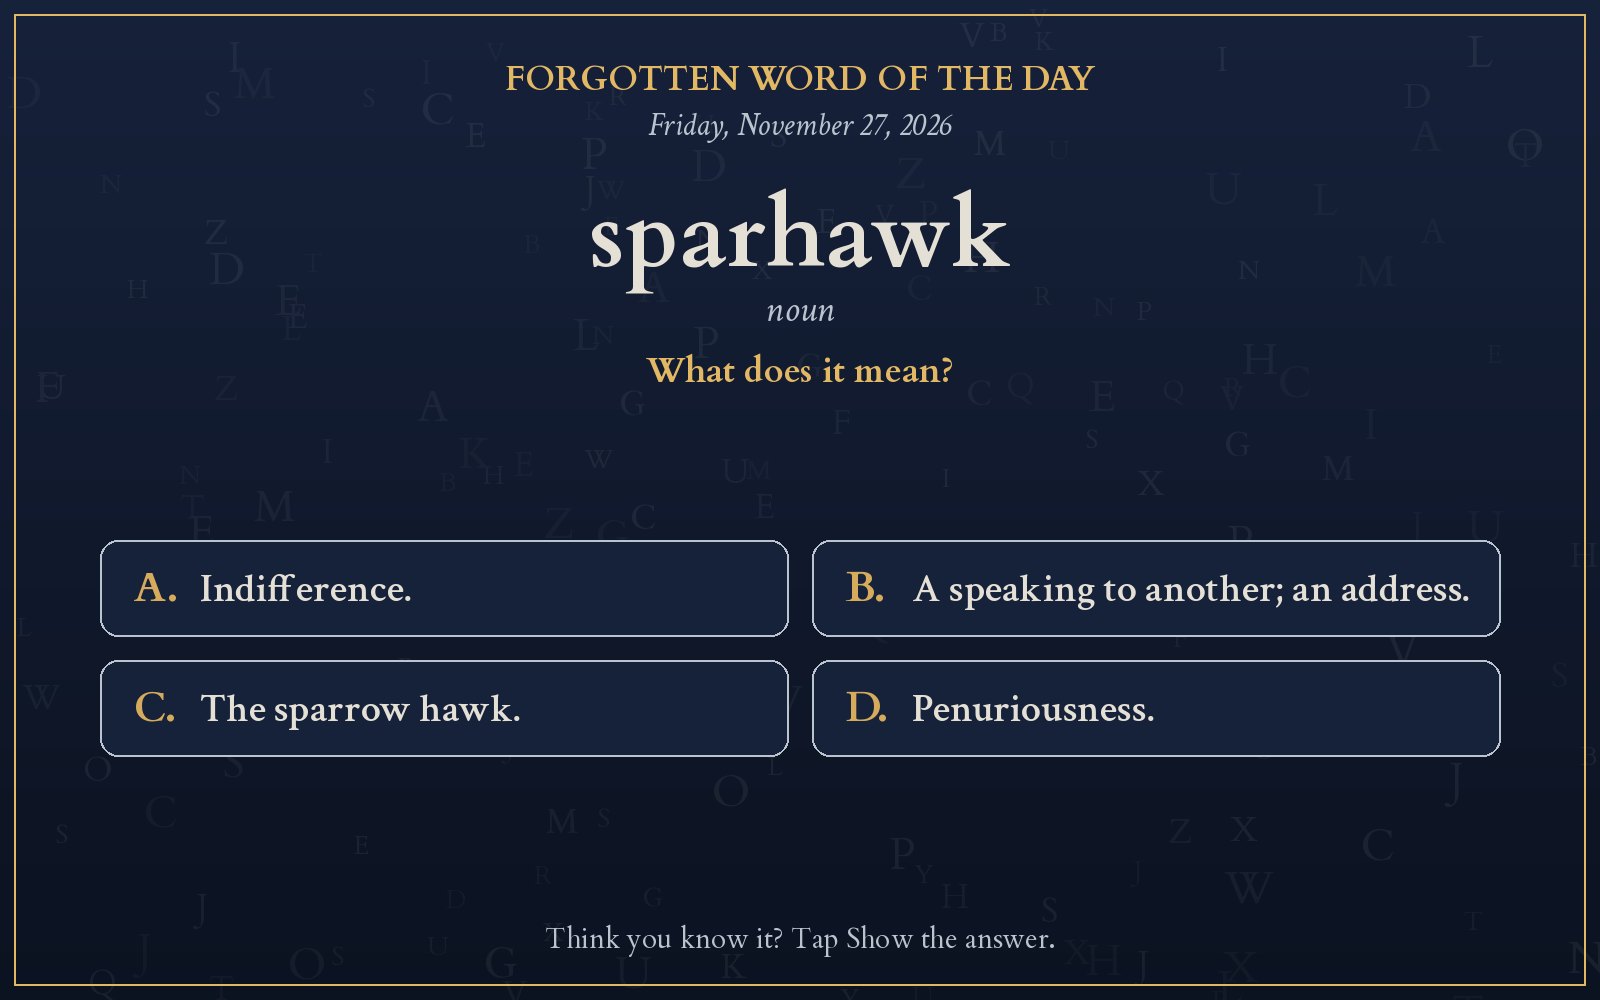 FORGOTTEN WORD OF THE DAY
Friday, November 27, 2026
sparhawk
noun
What does it mean?
A. Indifference.
B. A speaking to another; an address.
C. The sparrow hawk.
D. Penuriousness.
Think you know it? Tap Show the answer.